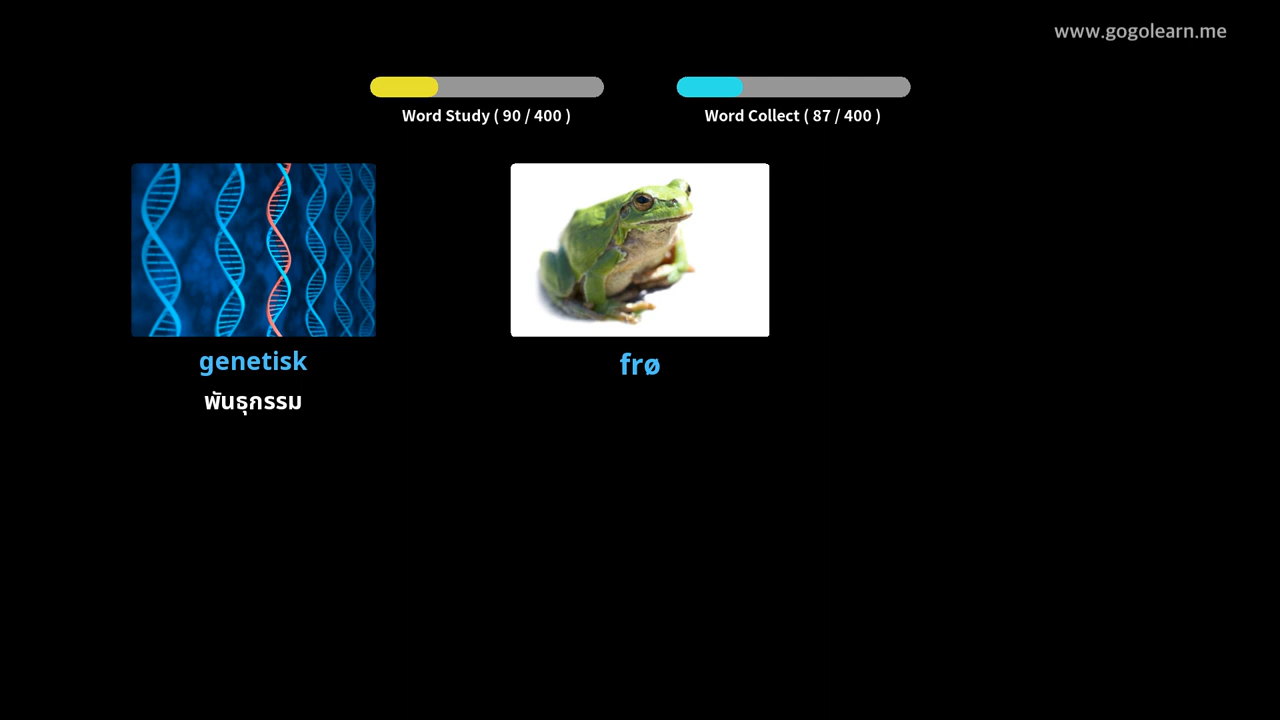 www.gogolearn.me
Word Study ( 90 / 400 )
Word Collect ( 87 / 400 )
genetisk
พันธุกรรม
frø